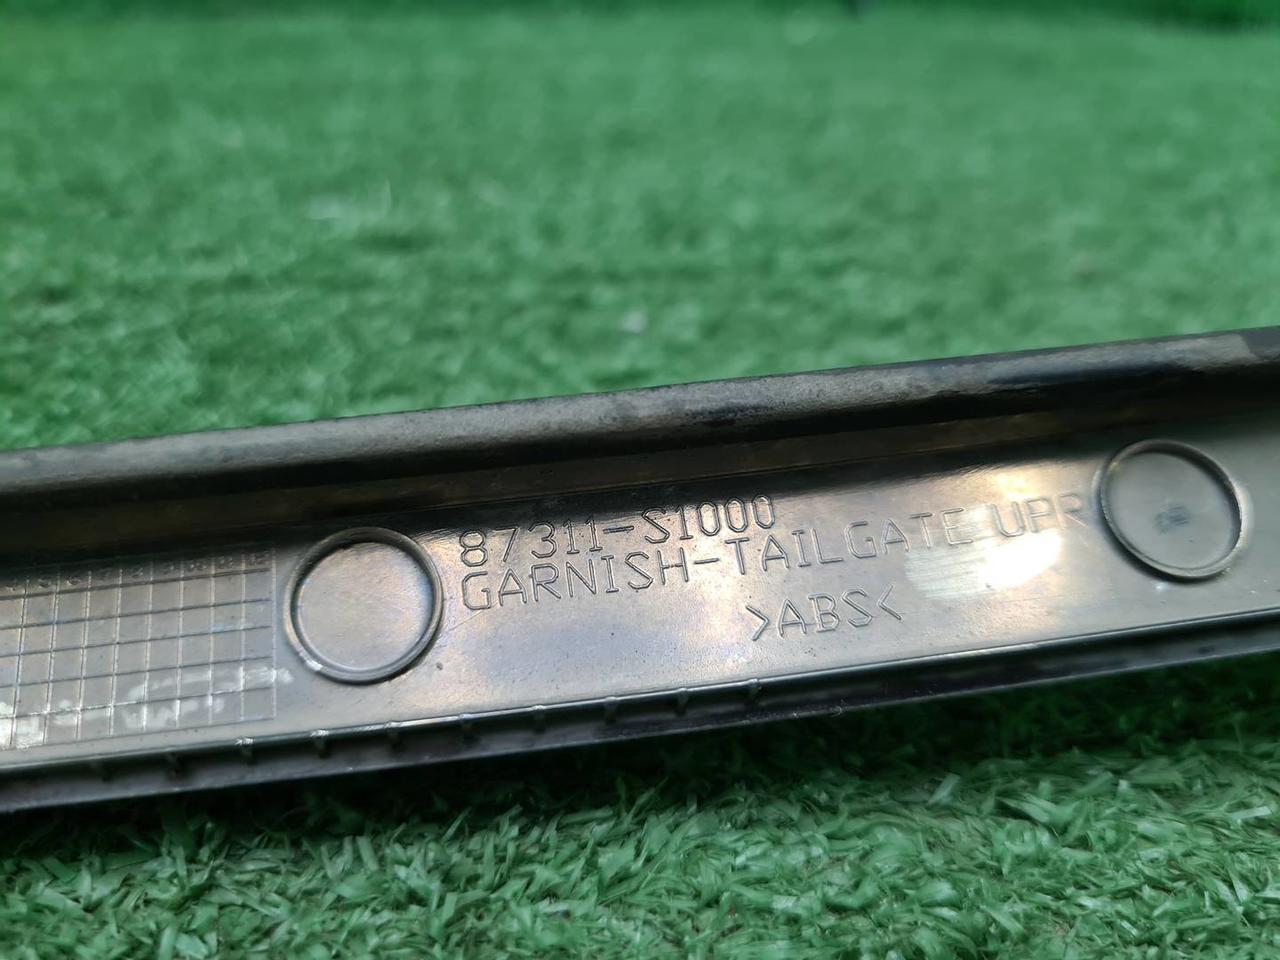 87311-S1000
GARNISH-TAILGATE UPR
>ABS<